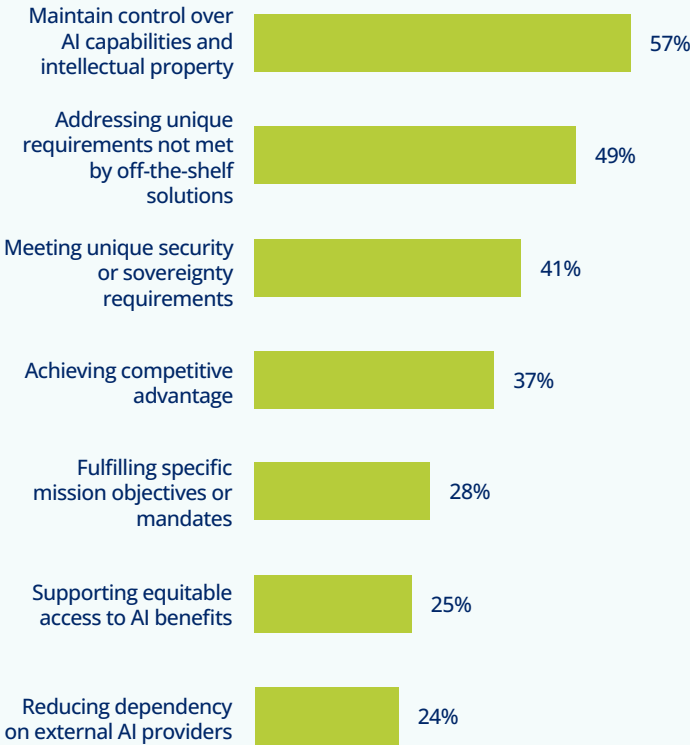 Maintain control over
AI capabilities and
intellectual property
57%
Addressing unique
requirements not met
by off-the-shelf
solutions
49%
Meeting unique security
or sovereignty
requirements
41%
Achieving competitive
advantage
37%
Fulfilling specific
mission objectives or
mandates
28%
Supporting equitable
access to AI benefits
25%
Reducing dependency
on external AI providers
24%